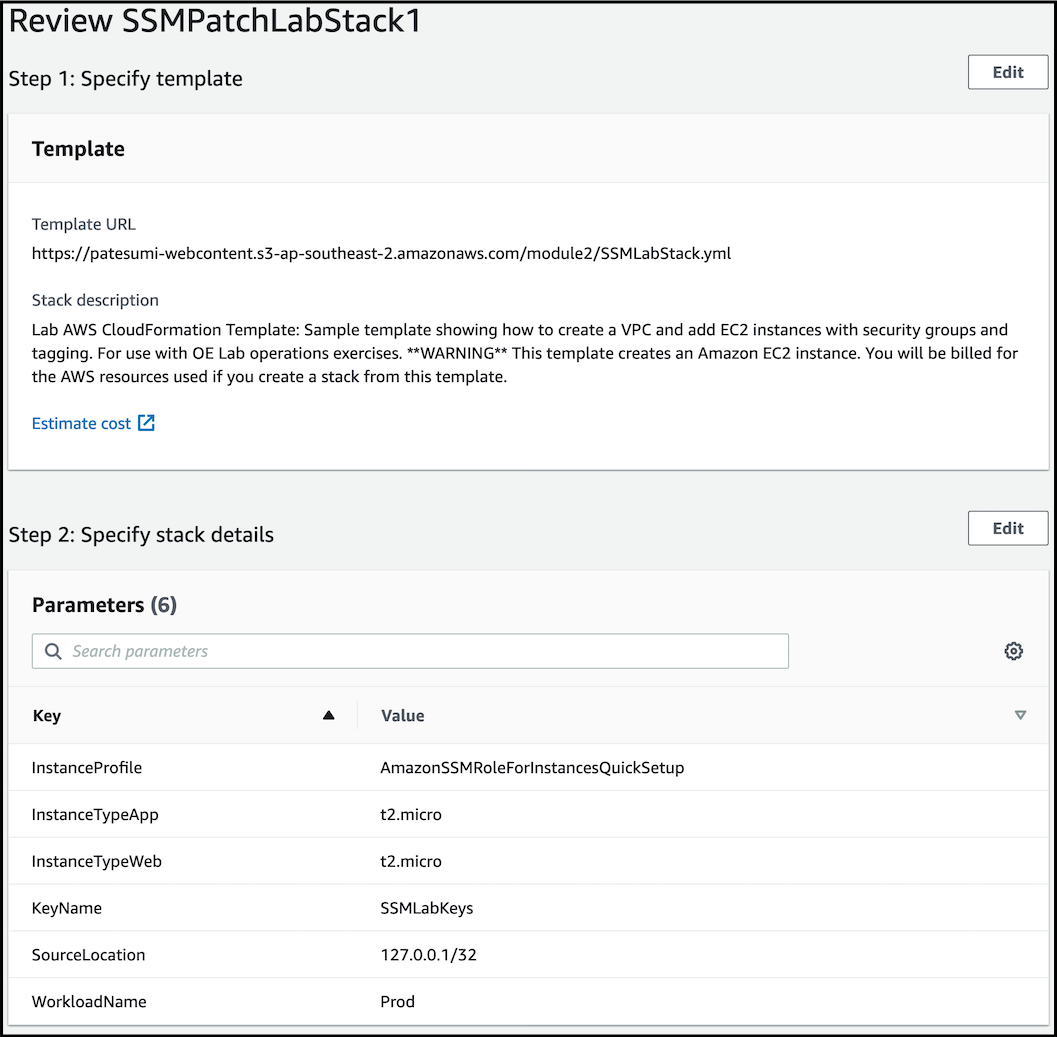 Review SSMPatchLabStack1
Step 1: Specify template
Edit
Template
Template URL
https://patesumi-webcontent.s3-ap-southeast-2.amazonaws.com/module2/SSMLabStack.yml
Stack description
Lab AWS CloudFormation Template: Sample template showing how to create a VPC and add EC2 instances with security groups and
tagging. For use with OE Lab operations exercises. **WARNING** This template creates an Amazon EC2 instance. You will be billed for
the AWS resources used if you create a stack from this template.
Estimate cost
Step 2: Specify stack details
Edit
Parameters (6)
Search parameters
Key Value
InstanceProfile AmazonSSMRoleForInstancesQuickSetup
InstanceTypeApp t2.micro
InstanceTypeWeb t2.micro
KeyName SSMLabKeys
SourceLocation 127.0.0.1/32
WorkloadName Prod